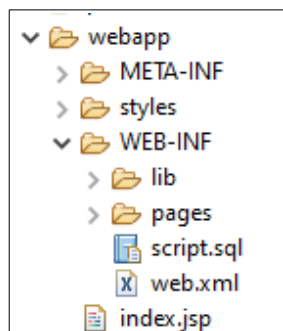 webapp
META-INF
styles
WEB-INF
lib
pages
script.sql
web.xml
index.jsp